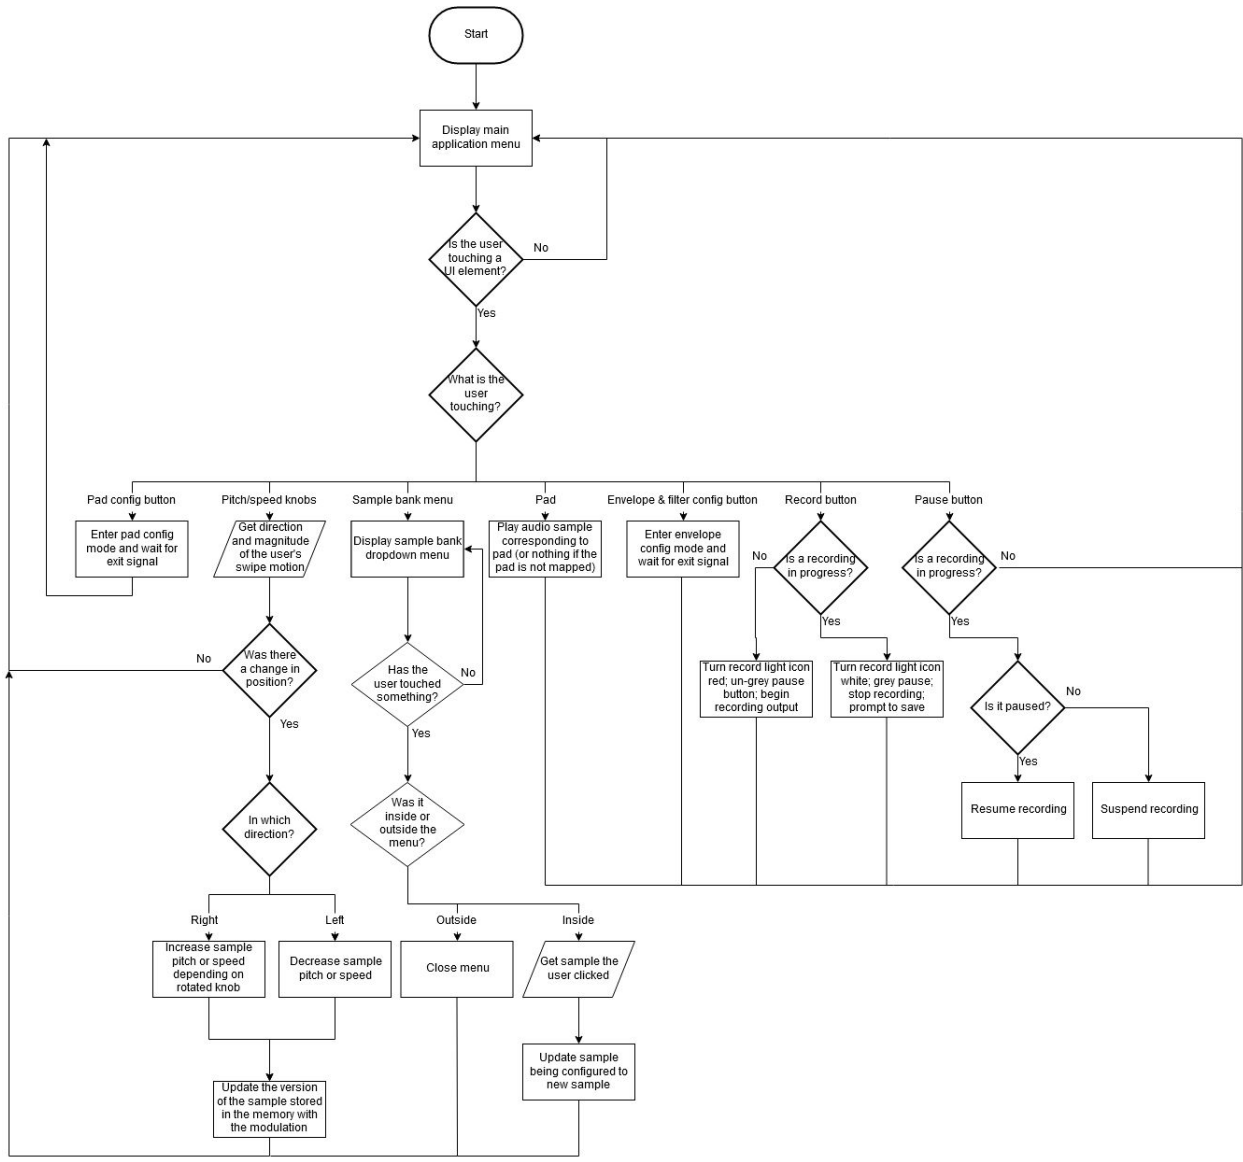 Start
Display main
application menu
Is the user
touching a
UI element?
No
Yes
What is the
user
touching?
Pad config button
Pitch/speed knobs
Sample bank menu
Pad
Envelope & filter config button
Record button
Pause button
Enter pad config
mode and wait for
exit signal
Get direction
and magnitude
of the user's
swipe motion
Display sample bank
dropdown menu
Play audio sample
corresponding to
pad (or nothing if the
pad is not mapped)
Enter envelope
config mode and
wait for exit signal
No
Is a recording
in progress?
Yes
Is a recording
in progress?
No
Yes
No
Was there
a change in
position?
Yes
Has the
user touched
something?
No
Yes
Turn record light icon
red; un-grey pause
button; begin
recording output
Turn record light icon
white; grey pause;
stop recording;
prompt to save
Is it paused?
No
Yes
In which
direction?
Was it
inside or
outside the
menu?
Resume recording
Suspend recording
Right
Left
Outside
Inside
Increase sample
pitch or speed
depending on
rotated knob
Decrease sample
pitch or speed
Close menu
Get sample the
user clicked
Update the version
of the sample stored
in the memory with
the modulation
Update sample
being configured to
new sample